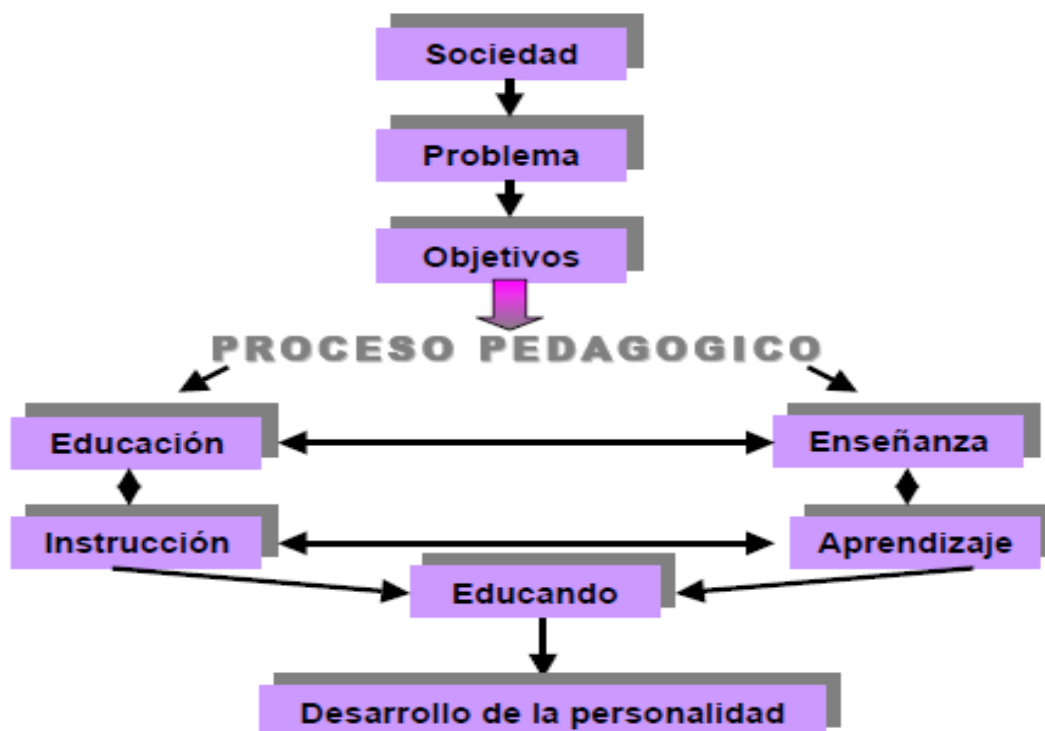 Sociedad
Problema
Objetivos
PROCESO PEDAGOGICO
Educación
Enseñanza
Instrucción
Aprendizaje
Educando
Desarrollo de la personalidad